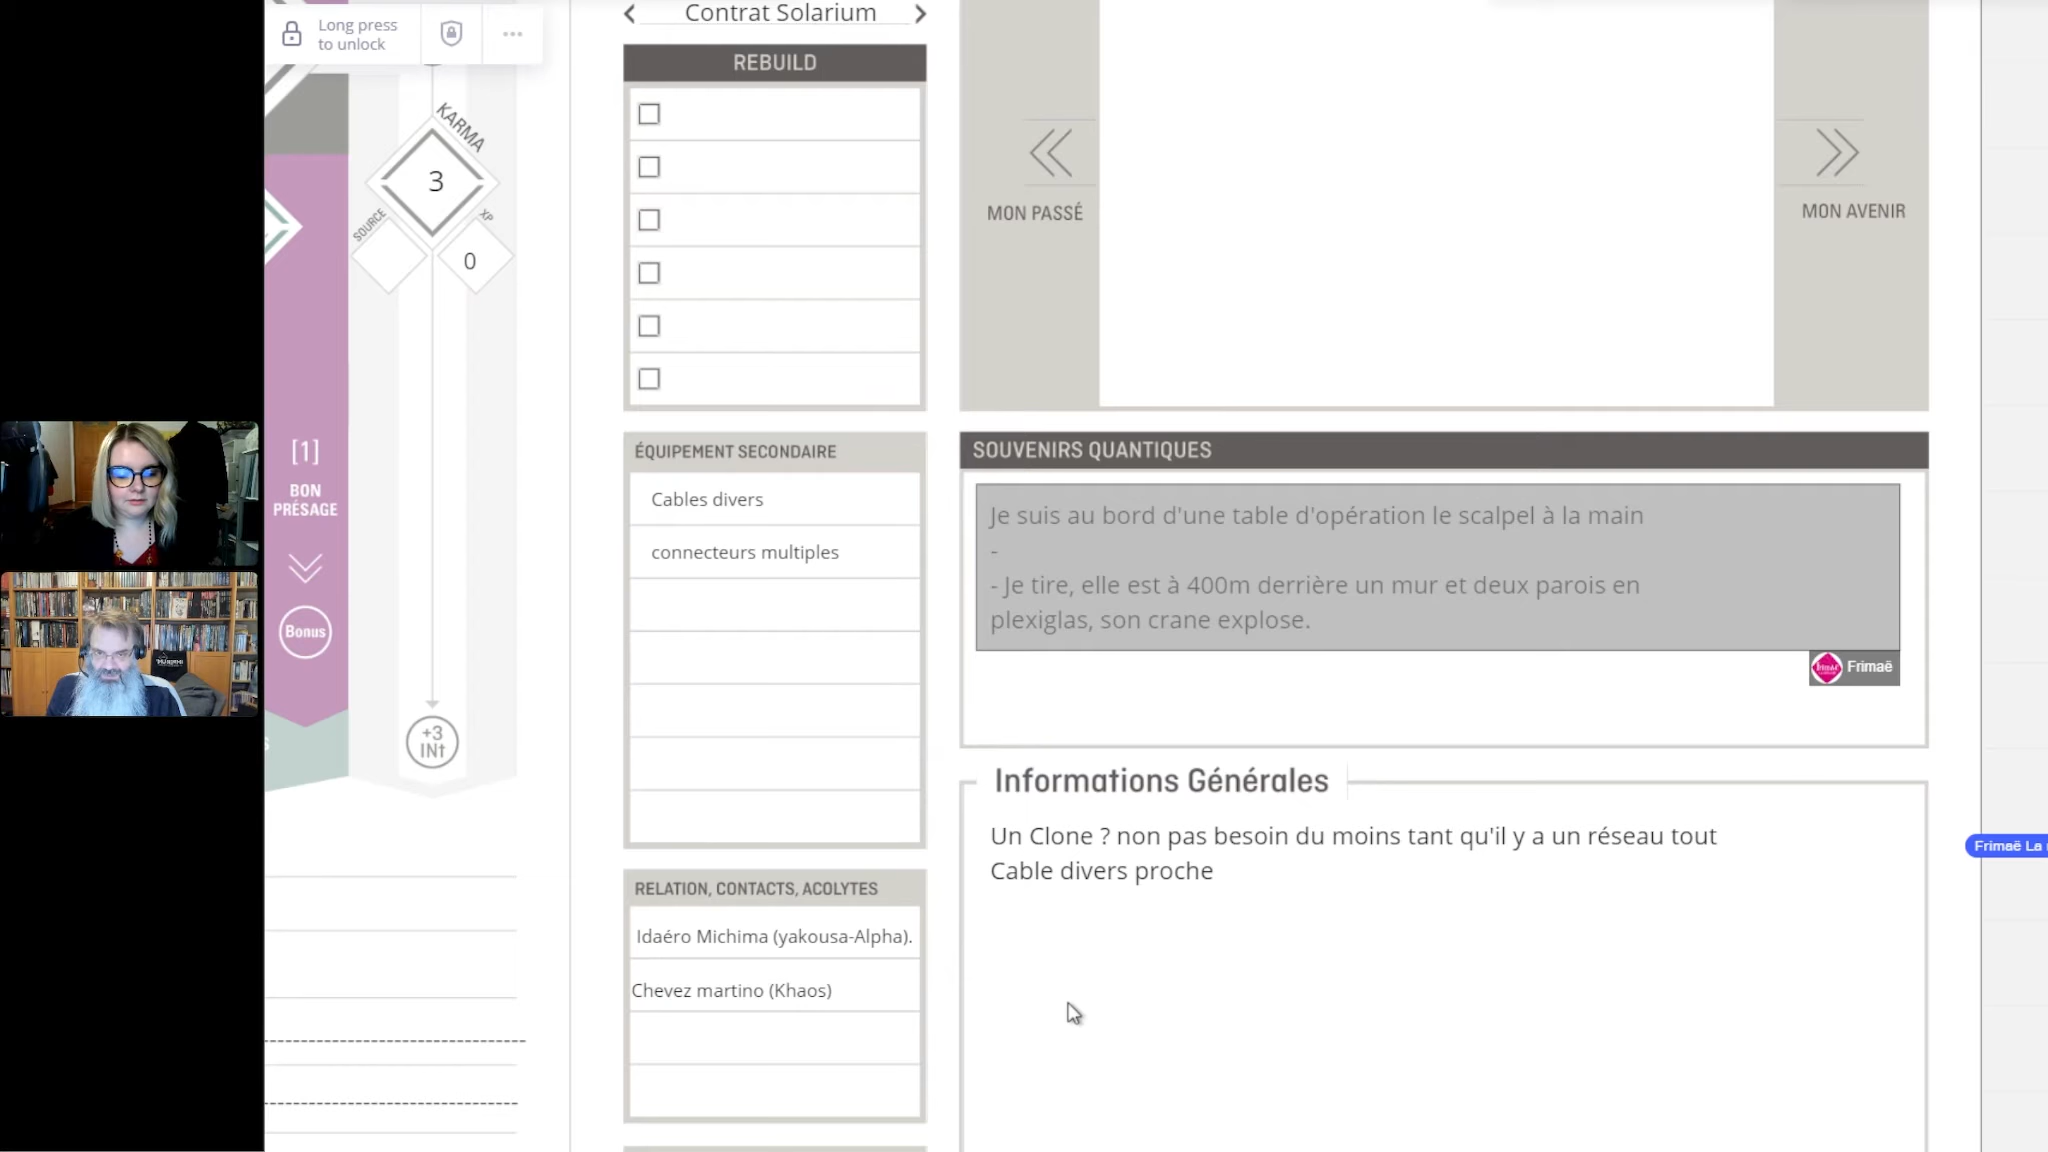 Long press
to unlock
KARMA
3
SOURCE
XP
0
[1]
BON
PRÉSAGE
Bonus
+3
INt
Contrat Solarium
REBUILD
ÉQUIPEMENT SECONDAIRE
Cables divers
connecteurs multiples
RELATION, CONTACTS, ACOLYTES
Idaéro Michima (yakousa-Alpha).
Chevez martino (Khaos)
MON PASSÉ
MON AVENIR
SOUVENIRS QUANTIQUES
Je suis au bord d'une table d'opération le scalpel à la main
-
- Je tire, elle est à 400m derrière un mur et deux parois en
plexiglas, son crane explose.
Frimaë
Informations Générales
Un Clone ? non pas besoin du moins tant qu'il y a un réseau tout
Cable divers proche
Frimaë La